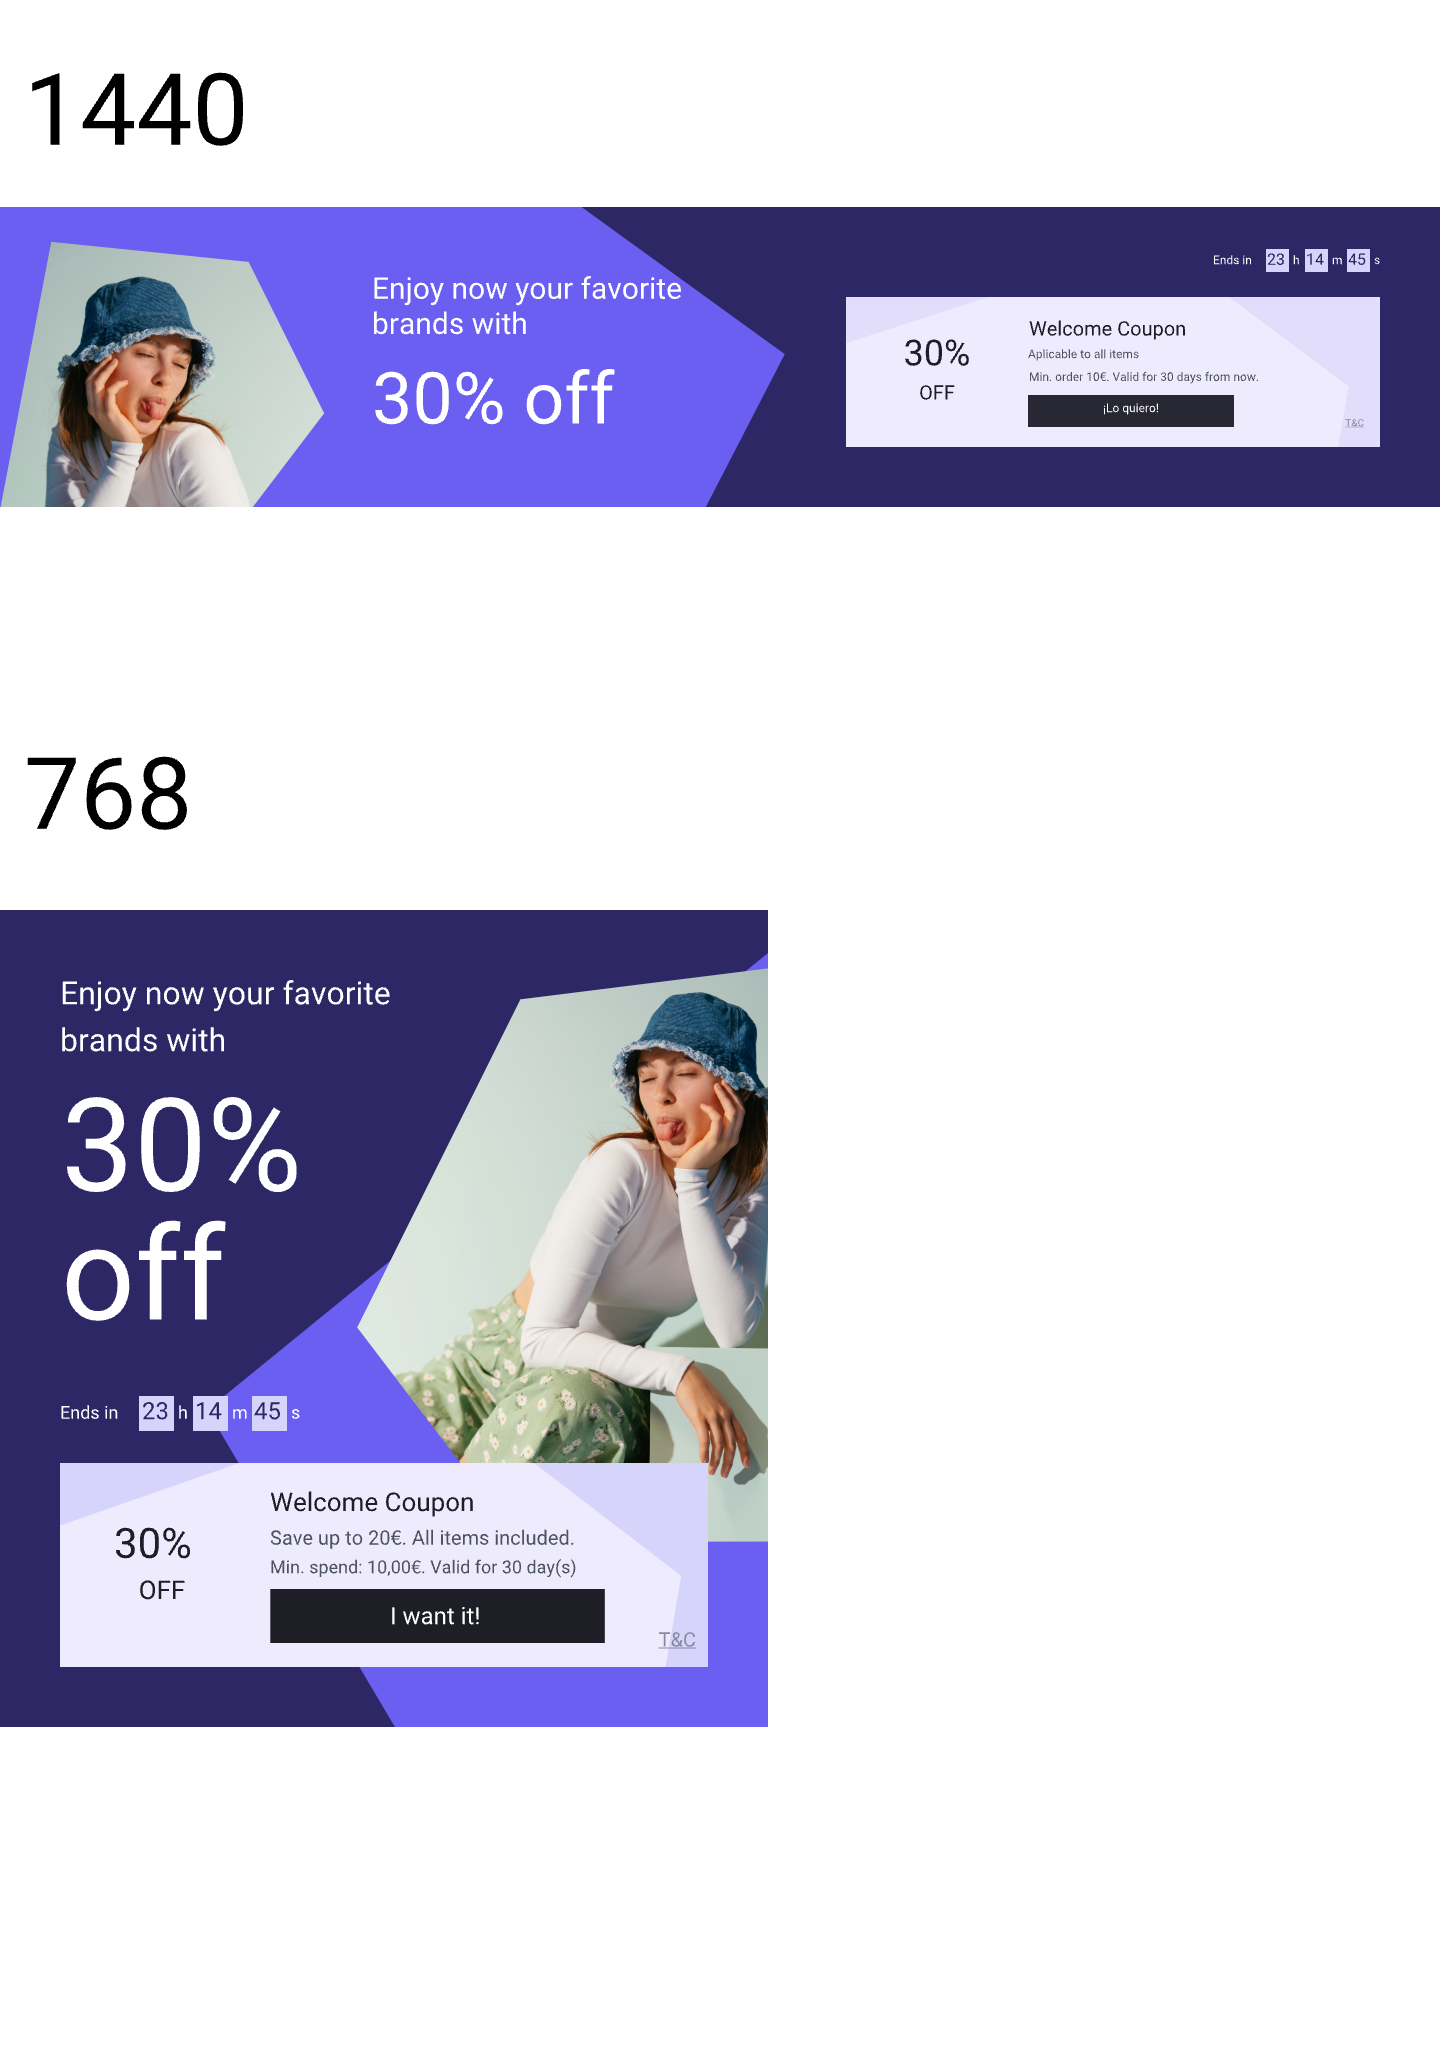 1440
Enjoy now your favorite
brands with
30% off
Ends in 23 h 14 m 45 s
30%
OFF
Welcome Coupon
Aplicable to all items
Min. order 10€. Valid for 30 days from now.
¡Lo quiero!
T&C
768
Enjoy now your favorite
brands with
30%
off
Ends in 23 h 14 m 45 s
30%
OFF
Welcome Coupon
Save up to 20€. All items included.
Min. spend: 10,00€. Valid for 30 day(s)
I want it!
T&C